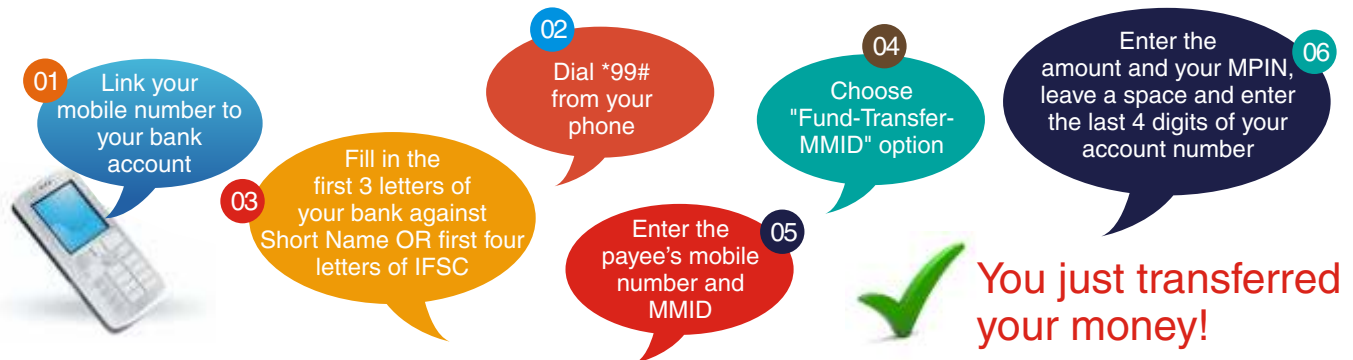 01
Link your
mobile number to
your bank
account
02
Dial *99#
from your
phone
03
Fill in the
first 3 letters of
your bank against
Short Name OR first four
letters of IFSC
04
Choose
"Fund-Transfer-
MMID" option
05
Enter the
payee’s mobile
number and
MMID
06
Enter the
amount and your MPIN,
leave a space and enter
the last 4 digits of your
account number
You just transferred
your money!